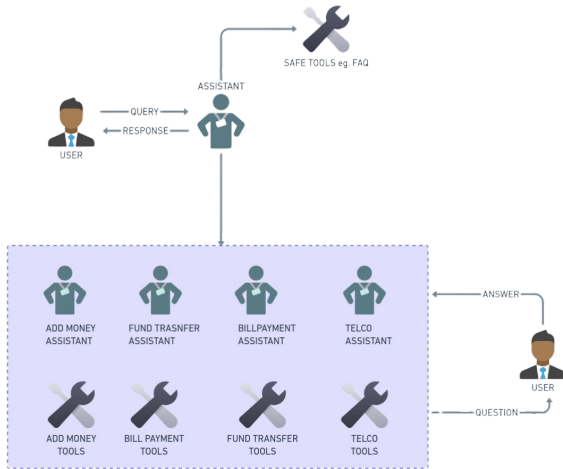 SAFE TOOLS eg. FAQ
ASSISTANT
QUERY
RESPONSE
USER
ADD MONEY
ASSISTANT
FUND TRASNFER
ASSISTANT
BILLPAYMENT
ASSISTANT
TELCO
ASSISTANT
ANSWER
USER
QUESTION
ADD MONEY
TOOLS
BILL PAYMENT
TOOLS
FUND TRANSFER
TOOLS
TELCO
TOOLS